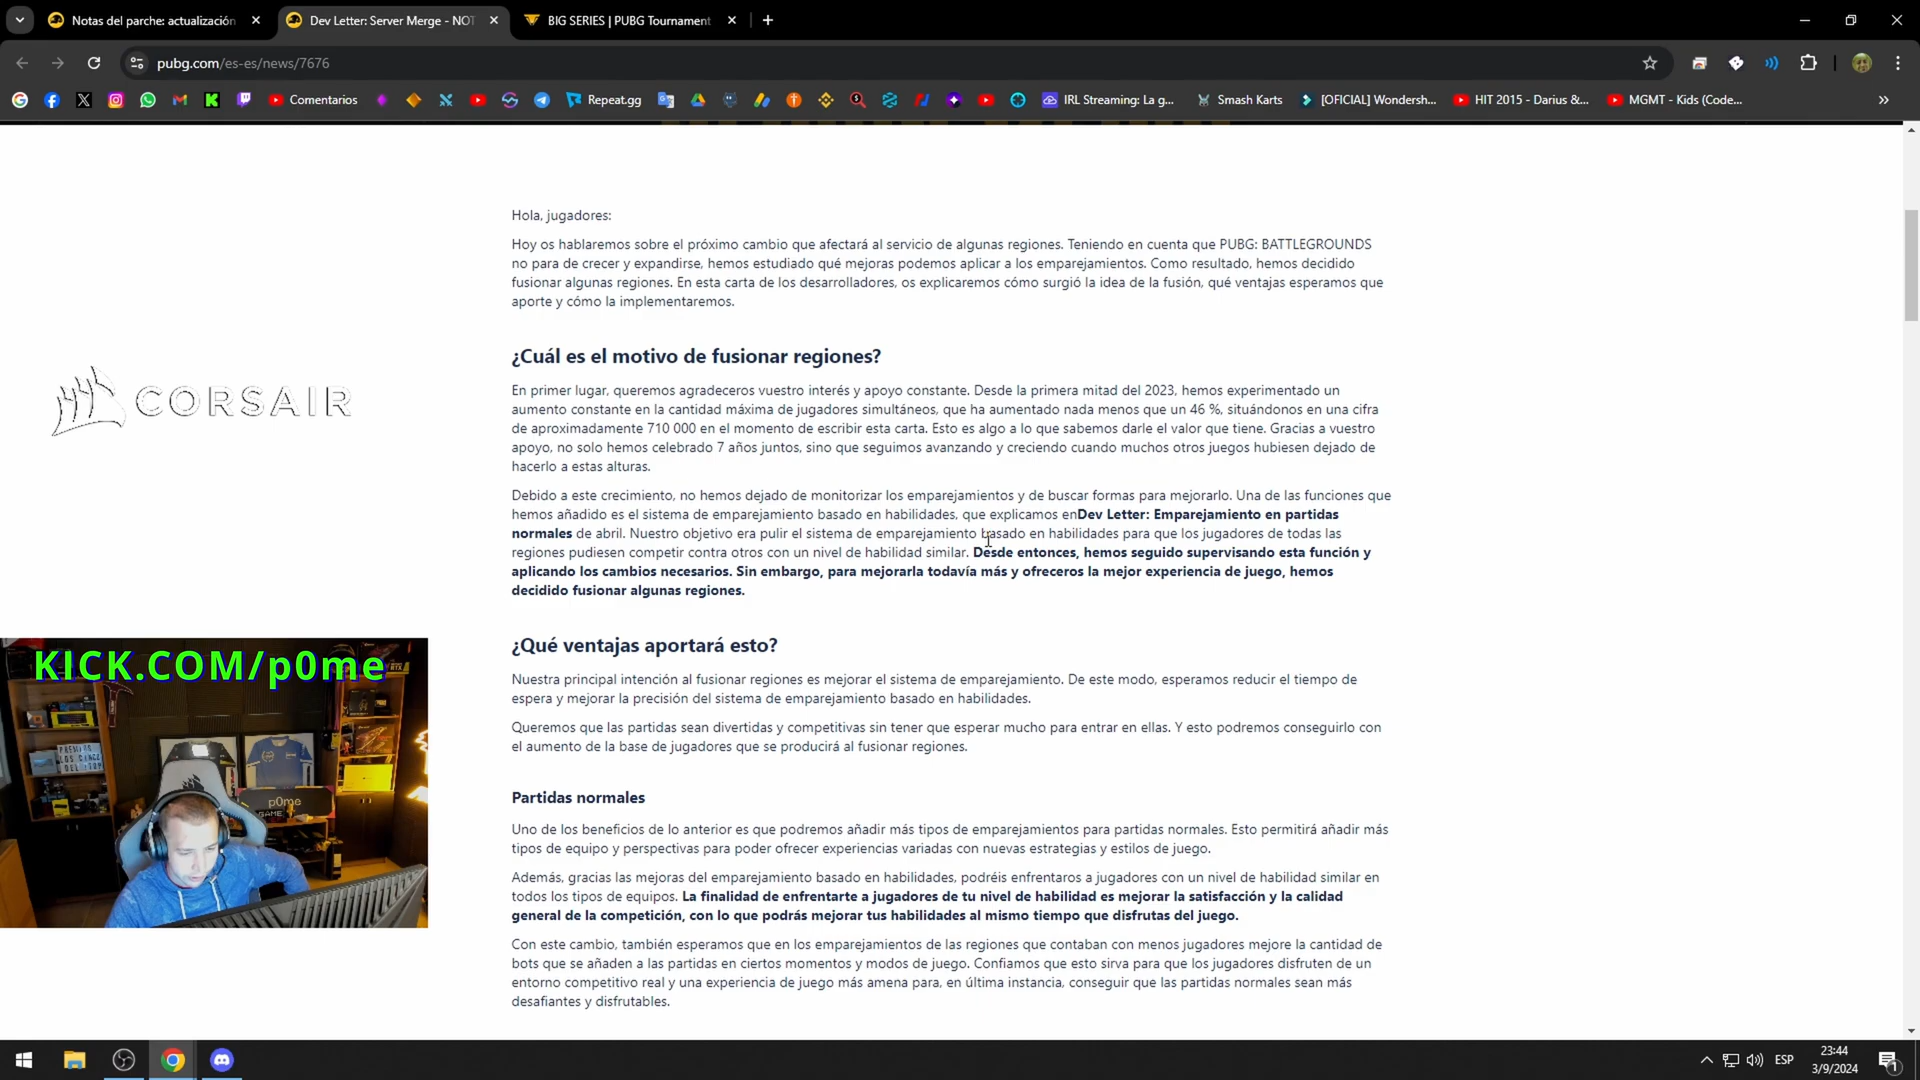 Notas del parche: actualización
Dev Letter: Server Merge - NOT
BIG SERIES | PUBG Tournament
pubg.com/es-es/news/7676
Comentarios
Repeat.gg
IRL Streaming: La g...
Smash Karts
[OFICIAL] Wondersh...
HIT 2015 - Darius &...
MGMT - Kids (Code...
Hola, jugadores:
Hoy os hablaremos sobre el próximo cambio que afectará al servicio de algunas regiones. Teniendo en cuenta que PUBG: BATTLEGROUNDS
no para de crecer y expandirse, hemos estudiado qué mejoras podemos aplicar a los emparejamientos. Como resultado, hemos decidido
fusionar algunas regiones. En esta carta de los desarrolladores, os explicaremos cómo surgió la idea de la fusión, qué ventajas esperamos que
aporte y cómo la implementaremos.
¿Cuál es el motivo de fusionar regiones?
En primer lugar, queremos agradeceros vuestro interés y apoyo constante. Desde la primera mitad del 2023, hemos experimentado un
aumento constante en la cantidad máxima de jugadores simultáneos, que ha aumentado nada menos que un 46 %, situándonos en una cifra
de aproximadamente 710 000 en el momento de escribir esta carta. Esto es algo a lo que sabemos darle el valor que tiene. Gracias a vuestro
apoyo, no solo hemos celebrado 7 años juntos, sino que seguimos avanzando y creciendo cuando muchos otros juegos hubiesen dejado de
hacerlo a estas alturas.
CORSAIR
Debido a este crecimiento, no hemos dejado de monitorizar los emparejamientos y de buscar formas para mejorarlo. Una de las funciones que
hemos añadido es el sistema de emparejamiento basado en habilidades, que explicamos enDev Letter: Emparejamiento en partidas
normales de abril. Nuestro objetivo era pulir el sistema de emparejamiento basado en habilidades para que los jugadores de todas las
regiones pudiesen competir contra otros con un nivel de habilidad similar. Desde entonces, hemos seguido supervisando esta función y
aplicando los cambios necesarios. Sin embargo, para mejorarla todavía más y ofreceros la mejor experiencia de juego, hemos
decidido fusionar algunas regiones.
¿Qué ventajas aportará esto?
Nuestra principal intención al fusionar regiones es mejorar el sistema de emparejamiento. De este modo, esperamos reducir el tiempo de
espera y mejorar la precisión del sistema de emparejamiento basado en habilidades.
Queremos que las partidas sean divertidas y competitivas sin tener que esperar mucho para entrar en ellas. Y esto podremos conseguirlo con
el aumento de la base de jugadores que se producirá al fusionar regiones.
Partidas normales
Uno de los beneficios de lo anterior es que podremos añadir más tipos de emparejamientos para partidas normales. Esto permitirá añadir más
tipos de equipo y perspectivas para poder ofrecer experiencias variadas con nuevas estrategias y estilos de juego.
Además, gracias las mejoras del emparejamiento basado en habilidades, podréis enfrentaros a jugadores con un nivel de habilidad similar en
todos los tipos de equipos. La finalidad de enfrentarte a jugadores de tu nivel de habilidad es mejorar la satisfacción y la calidad
general de la competición, con lo que podrás mejorar tus habilidades al mismo tiempo que disfrutas del juego.
Con este cambio, también esperamos que en los emparejamientos de las regiones que contaban con menos jugadores mejore la cantidad de
bots que se añaden a las partidas en ciertos momentos y modos de juego. Confiamos que esto sirva para que los jugadores disfruten de un
entorno competitivo real y una experiencia de juego más amena para, en última instancia, conseguir que las partidas normales sean más
desafiantes y disfrutables.
KICK.COM/p0me
PREMIOS
p0me
GAME
ESP
23:44
3/9/2024
1